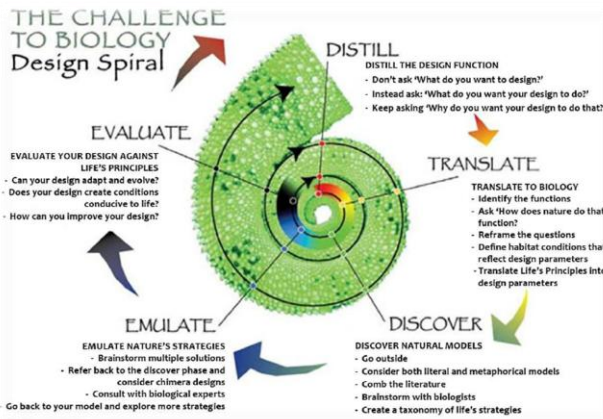 THE CHALLENGE
TO BIOLOGY
Design Spiral
DISTILL
DISTILL THE DESIGN FUNCTION
- Don't ask 'What do you want to design?'
- Instead ask: 'What do you want your design to do?'
- Keep asking 'Why do you want your design to do that?
TRANSLATE
TRANSLATE TO BIOLOGY
- Identify the functions
- Ask 'How does nature do that
function?
- Reframe the questions
- Define habitat conditions that
reflect design parameters
- Translate Life's Principles into
design parameters
DISCOVER
DISCOVER NATURAL MODELS
- Go outside
- Consider both literal and metaphorical models
- Comb the literature
- Brainstorm with biologists
- Create a taxonomy of life's strategies
EMULATE
EMULATE NATURE'S STRATEGIES
- Brainstorm multiple solutions
- Refer back to the discover phase and
consider chimera designs
- Consult with biological experts
- Go back to your model and explore more strategies
EVALUATE
EVALUATE YOUR DESIGN AGAINST
LIFE'S PRINCIPLES
- Can your design adapt and evolve?
- Does your design create conditions
conducive to life?
- How can you improve your design?